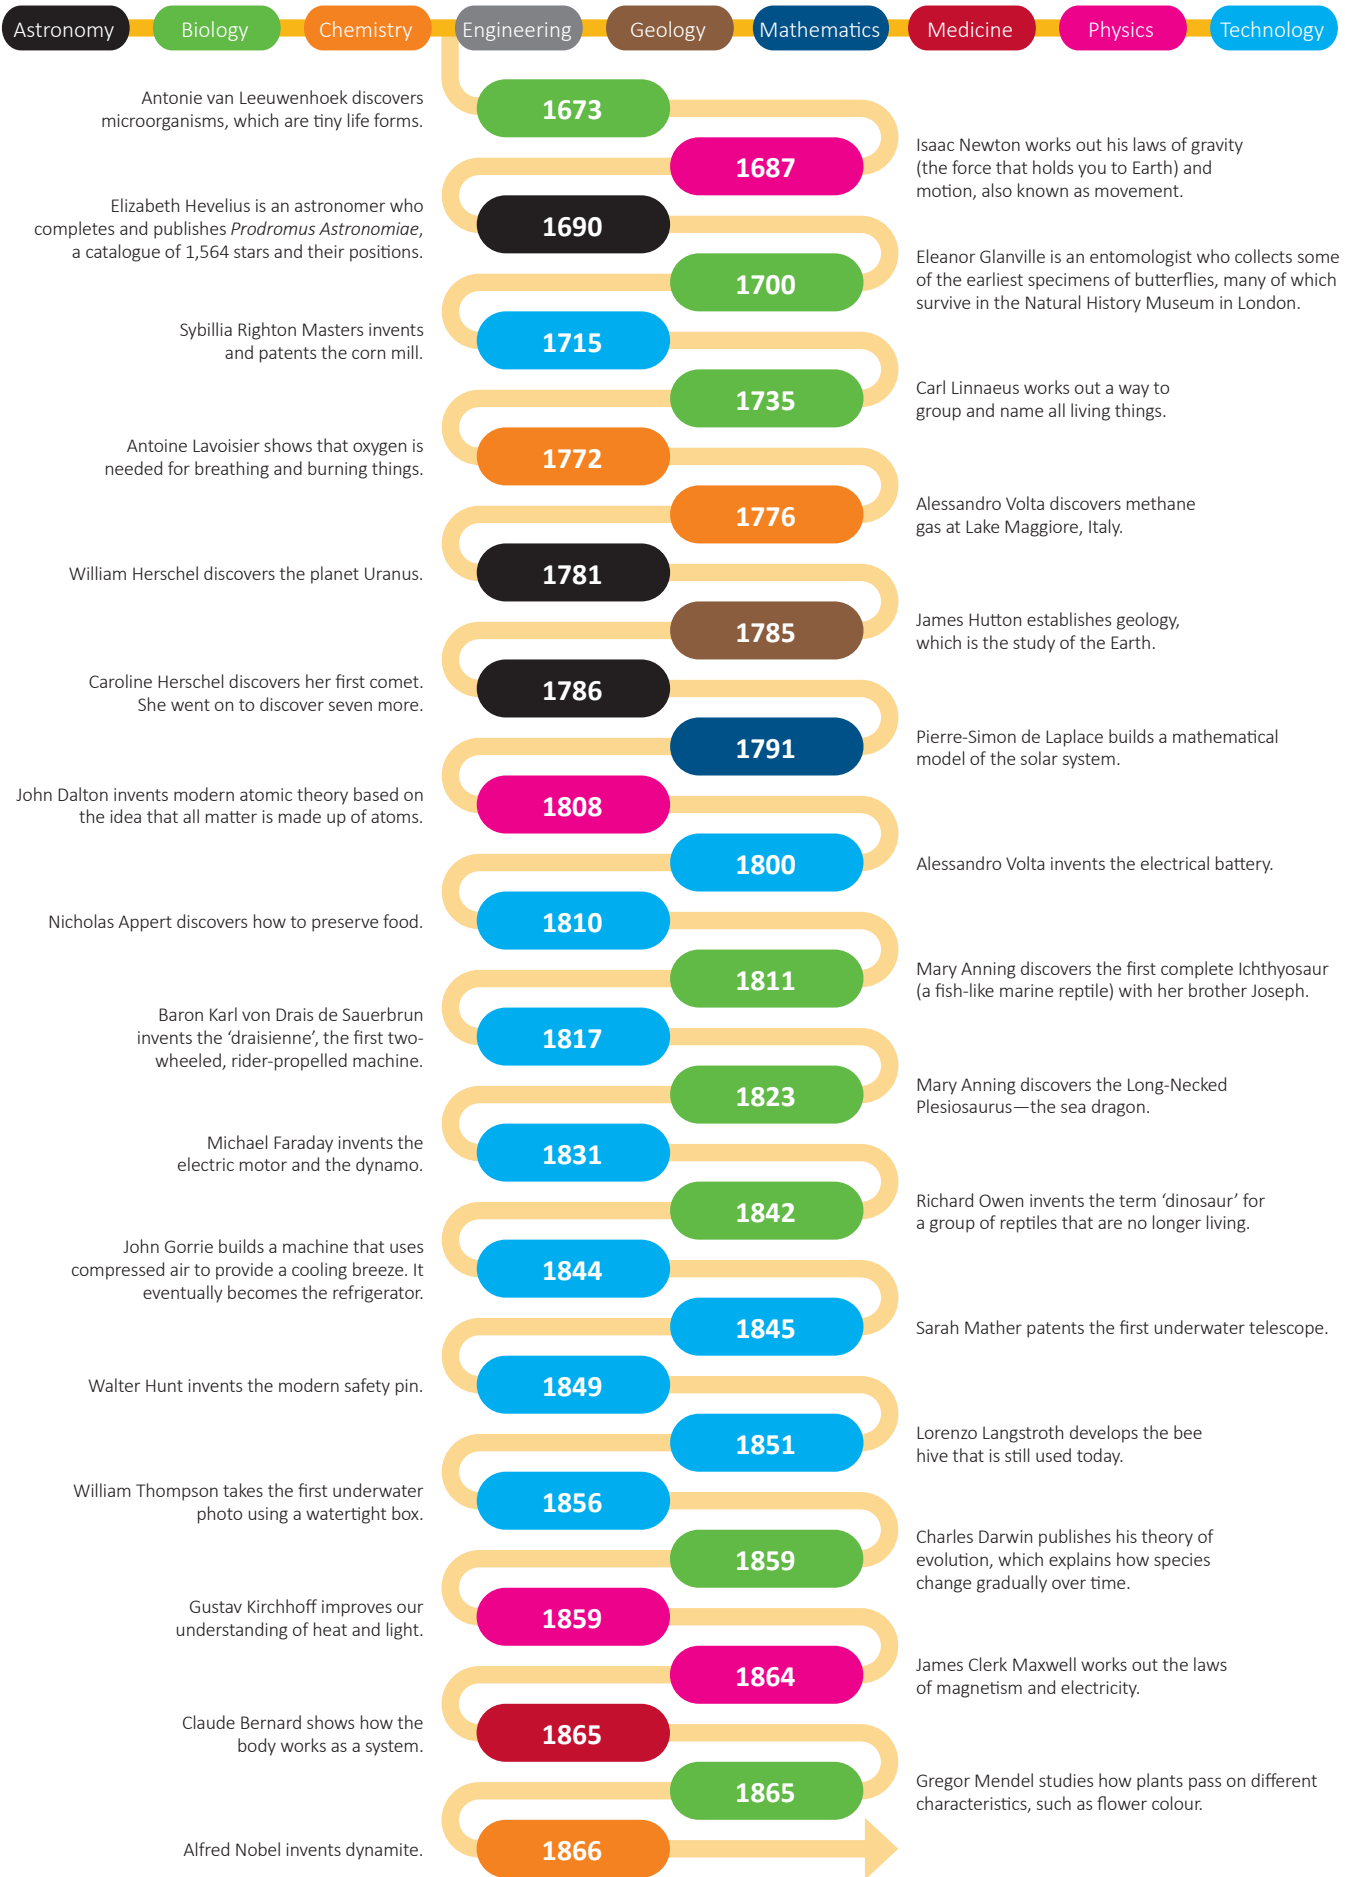 Astronomy
Biology
Chemistry
Engineering
Geology
Mathematics
Medicine
Physics
Technology
Antonie van Leeuwenhoek discovers
microorganisms, which are tiny life forms.
1673
1687
Isaac Newton works out his laws of gravity
(the force that holds you to Earth) and
motion, also known as movement.
Elizabeth Hevelius is an astronomer who
completes and publishes Prodromus Astronomiae,
a catalogue of 1,564 stars and their positions.
1690
1700
Eleanor Glanville is an entomologist who collects some
of the earliest specimens of butterflies, many of which
survive in the Natural History Museum in London.
Sybillia Righton Masters invents
and patents the corn mill.
1715
1735
Carl Linnaeus works out a way to
group and name all living things.
Antoine Lavoisier shows that oxygen is
needed for breathing and burning things.
1772
1776
Alessandro Volta discovers methane
gas at Lake Maggiore, Italy.
William Herschel discovers the planet Uranus.
1781
1785
James Hutton establishes geology,
which is the study of the Earth.
Caroline Herschel discovers her first comet.
She went on to discover seven more.
1786
1791
Pierre-Simon de Laplace builds a mathematical
model of the solar system.
John Dalton invents modern atomic theory based on
the idea that all matter is made up of atoms.
1808
1800
Alessandro Volta invents the electrical battery.
Nicholas Appert discovers how to preserve food.
1810
1811
Mary Anning discovers the first complete Ichthyosaur
(a fish-like marine reptile) with her brother Joseph.
Baron Karl von Drais de Sauerbrun
invents the ‘draisienne’, the first two-
wheeled, rider-propelled machine.
1817
1823
Mary Anning discovers the Long-Necked
Plesiosaurus—the sea dragon.
Michael Faraday invents the
electric motor and the dynamo.
1831
1842
Richard Owen invents the term ‘dinosaur’ for
a group of reptiles that are no longer living.
John Gorrie builds a machine that uses
compressed air to provide a cooling breeze. It
eventually becomes the refrigerator.
1844
1845
Sarah Mather patents the first underwater telescope.
Walter Hunt invents the modern safety pin.
1849
1851
Lorenzo Langstroth develops the bee
hive that is still used today.
William Thompson takes the first underwater
photo using a watertight box.
1856
1859
Charles Darwin publishes his theory of
evolution, which explains how species
change gradually over time.
Gustav Kirchhoff improves our
understanding of heat and light.
1859
1864
James Clerk Maxwell works out the laws
of magnetism and electricity.
Claude Bernard shows how the
body works as a system.
1865
1865
Gregor Mendel studies how plants pass on different
characteristics, such as flower colour.
Alfred Nobel invents dynamite.
1866